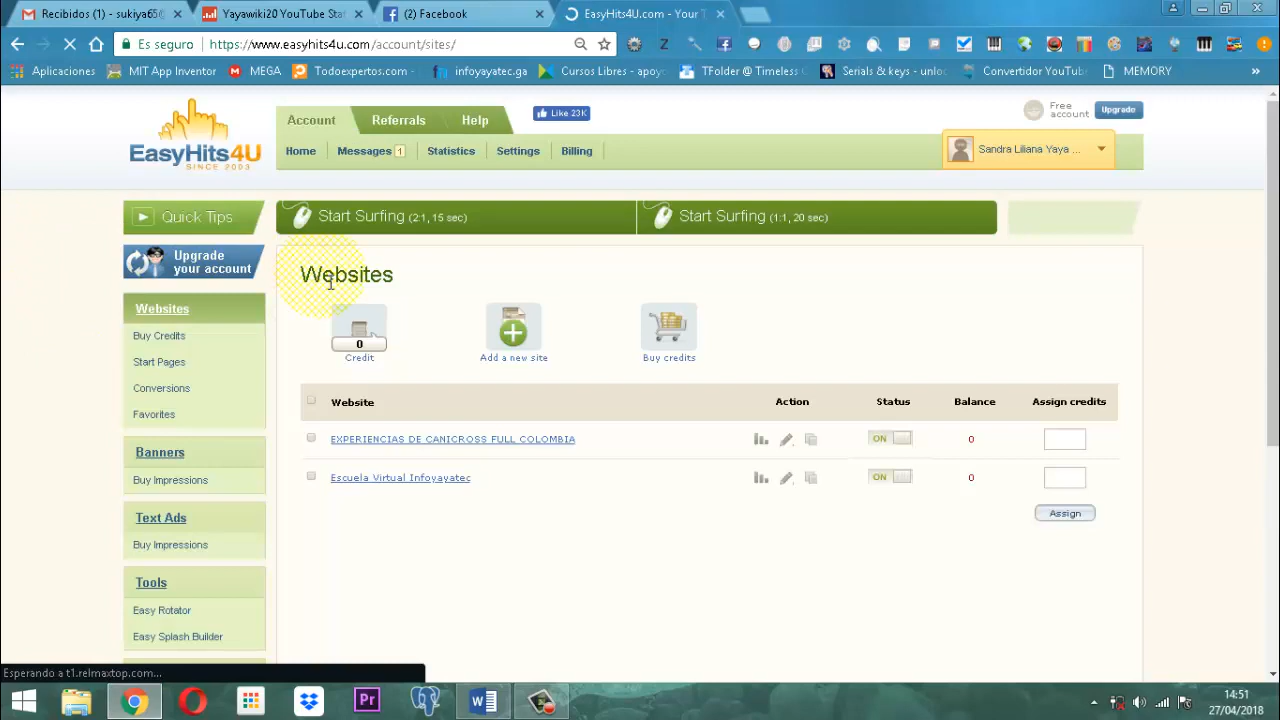 Recibidos (1) - sukiya65@
Yayawiki20 YouTube Stat
(2) Facebook
EasyHits4U.com - Your T
Es seguro https://www.easyhits4u.com/account/sites/
Aplicaciones MIT App Inventor MEGA Todoexpertos.com - infoyayatec.ga Cursos Libres - apoyo TFolder @ Timeless Serials & keys - unloc Convertidor YouTub MEMORY »
EasyHits4U
SINCE 2003
Account Referrals Help
Like 23K
Free account Upgrade
Home Messages 1 Statistics Settings Billing
Sandra Liliana Yaya ...
Quick Tips
Start Surfing (2:1, 15 sec)
Start Surfing (1:1, 20 sec)
Upgrade
your account
Websites
Buy Credits
Start Pages
Conversions
Favorites
Banners
Buy Impressions
Text Ads
Buy Impressions
Tools
Easy Rotator
Easy Splash Builder
Websites
0
Credit
Add a new site
Buy credits
Website Action Status Balance Assign credits
EXPERIENCIAS DE CANICROSS FULL COLOMBIA ON 0
Escuela Virtual Infoyayatec ON 0
Assign
Esperando a t1.relmaxtop.com...
Pr
14:51
27/04/2018